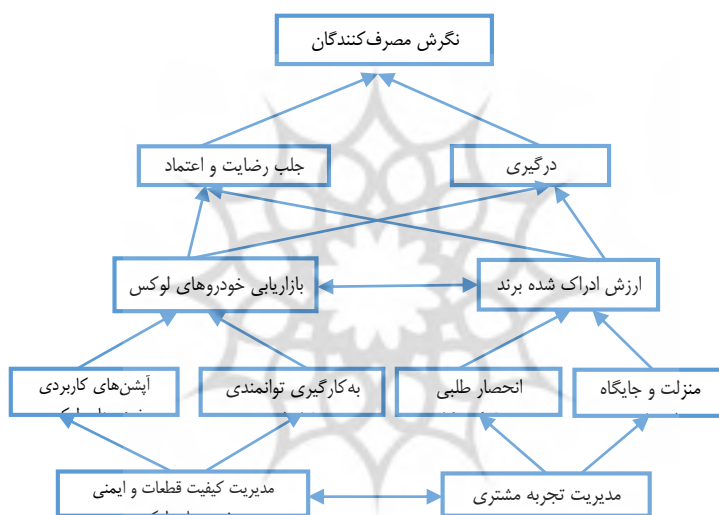 نگرش مصرف‌کنندگان
جلب رضایت و اعتماد
درگیری
بازاریابی خودروهای لوکس
ارزش ادراک شده برند
آپشن‌های کاربردی
به‌کارگیری توانمندی
انحصار طلبی
منزلت و جایگاه
مدیریت کیفیت قطعات و ایمنی
مدیریت تجربه مشتری